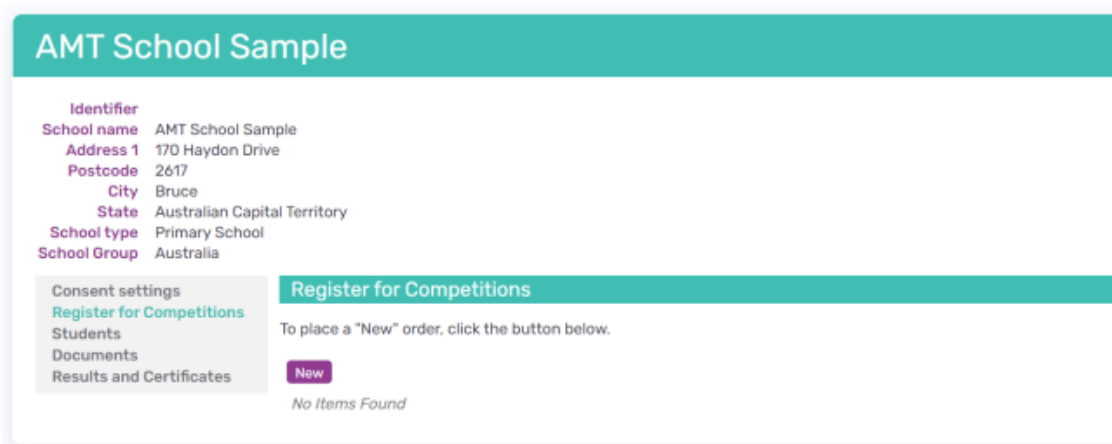 AMT School Sample
Identifier
School name AMT School Sample
Address 1 170 Haydon Drive
Postcode 2617
City Bruce
State Australian Capital Territory
School type Primary School
School Group Australia
Consent settings
Register for Competitions
Students
Documents
Results and Certificates
Register for Competitions
To place a "New" order, click the button below.
New
No Items Found